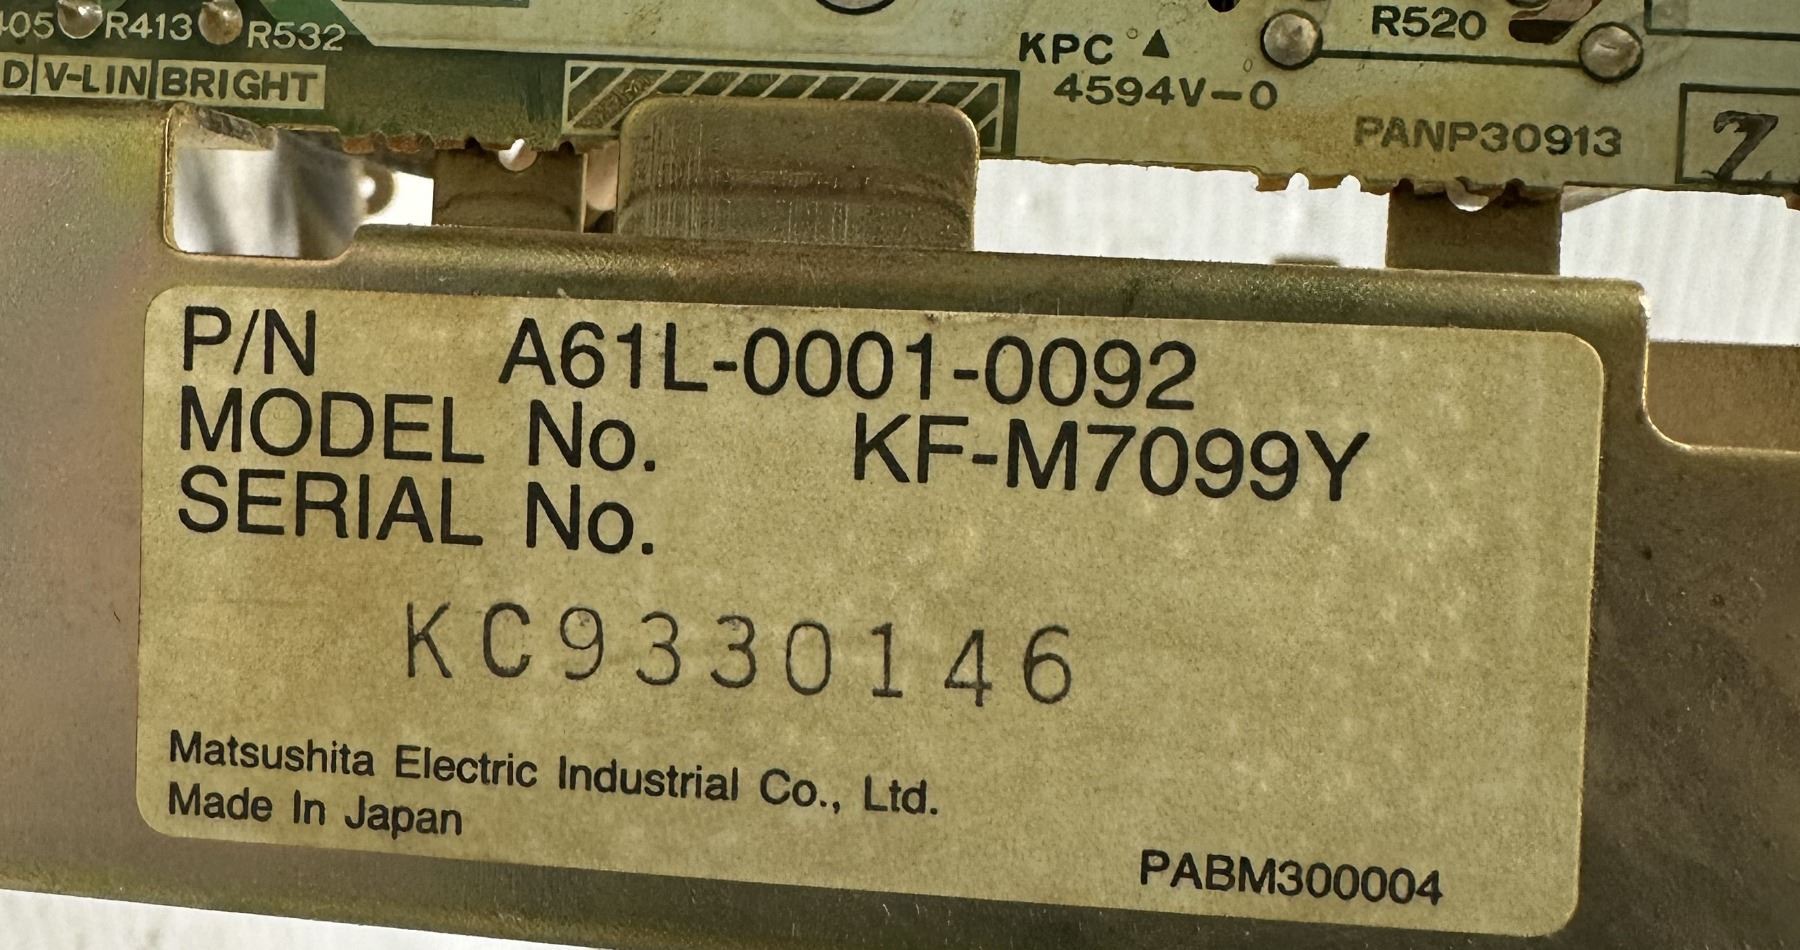 405 R413 R532
D V-LIN BRIGHT
R520
KPC ▲
4594V-0
PANP30913
7
P/N A61L-0001-0092
MODEL No. KF-M7099Y
SERIAL No.
KC9330146
Matsushita Electric Industrial Co., Ltd.
Made In Japan
PABM300004